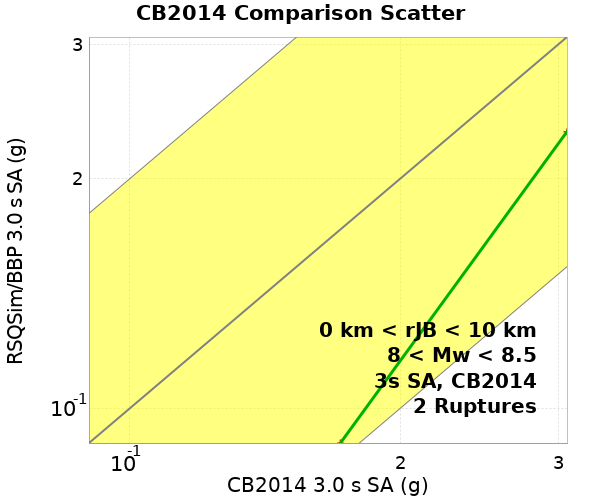 CB2014 Comparison Scatter
RSQSim/BBP 3.0 s SA (g)
3
2
10-1
0 km < rJB < 10 km
8 < Mw < 8.5
3s SA, CB2014
2 Ruptures
10-1
2
3
CB2014 3.0 s SA (g)